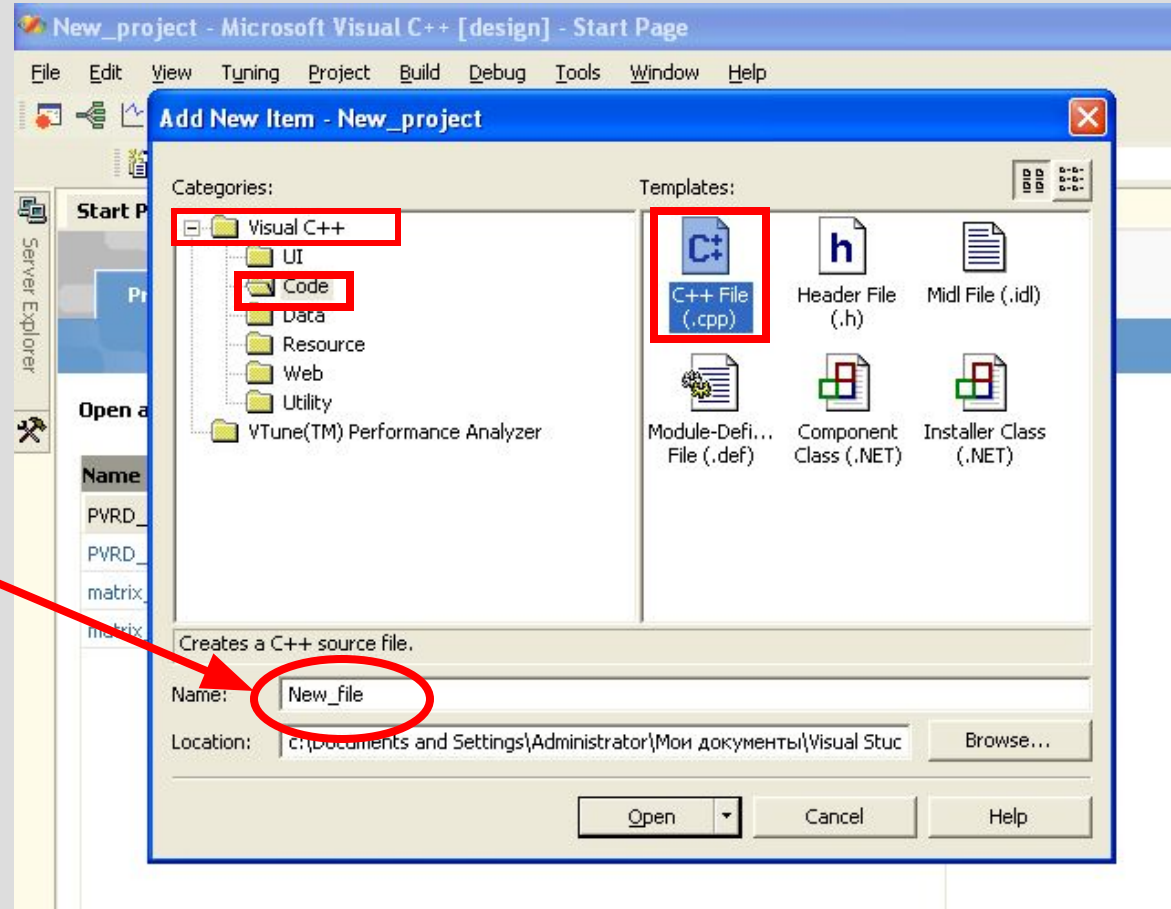 New_project - Microsoft Visual C++ [design] - Start Page
File Edit View Tuning Project Build Debug Tools Window Help
Add New Item - New_project
Categories:
Templates:
Start P
Server Explorer
Visual C++
UI
Code
Data
Resource
Web
Utility
VTune(TM) Performance Analyzer
C++ File (.cpp)
Header File (.h)
Midl File (.idl)
Module-Defi... File (.def)
Component Class (.NET)
Installer Class (.NET)
Pr
Open a
Name
PVRD_
PVRD_
matrix_
matrix
Creates a C++ source file.
Name: New_file
Location: c:\Documents and Settings\Administrator\Мои документы\Visual Stuc
Browse...
Open Cancel Help